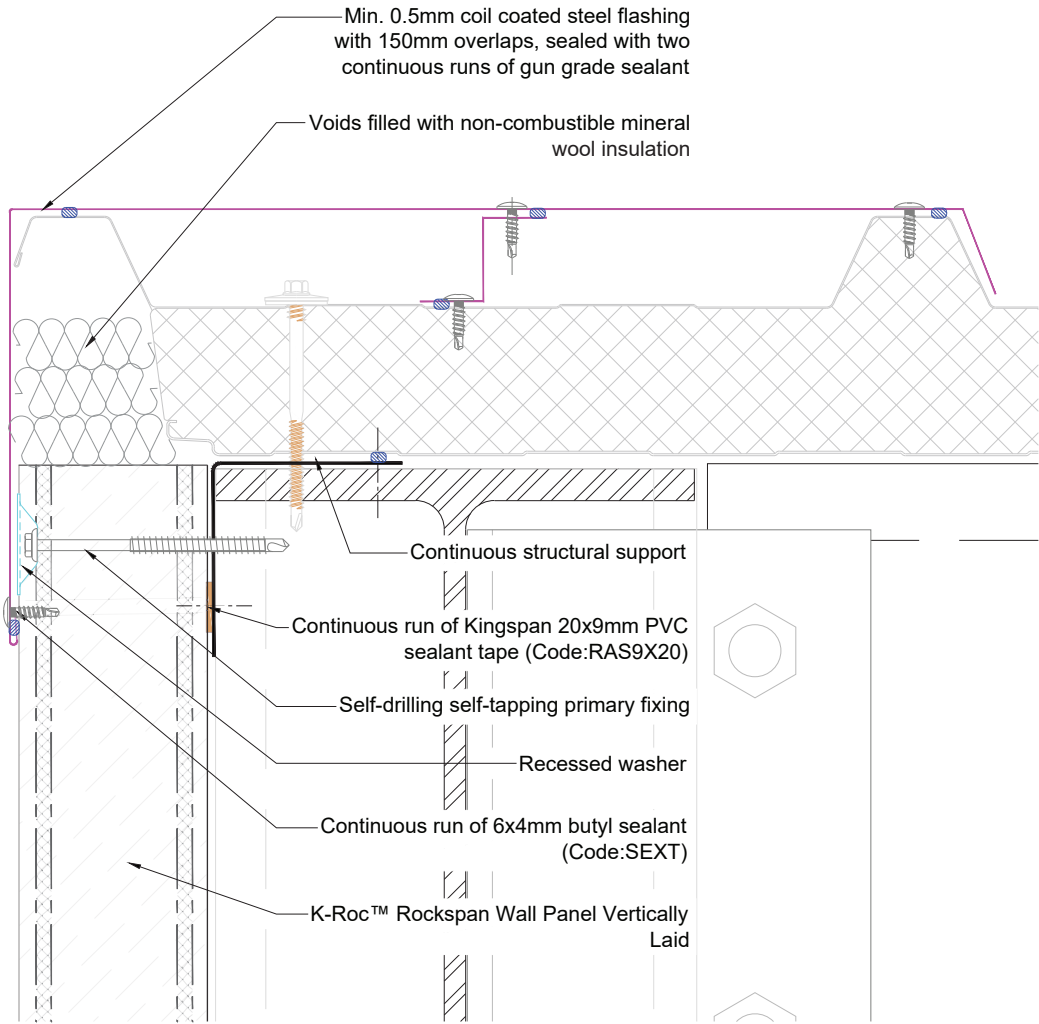 Min. 0.5mm coil coated steel flashing
with 150mm overlaps, sealed with two
continuous runs of gun grade sealant
Voids filled with non-combustible mineral
wool insulation
Continuous structural support
Continuous run of Kingspan 20x9mm PVC
sealant tape (Code:RAS9X20)
Self-drilling self-tapping primary fixing
Recessed washer
Continuous run of 6x4mm butyl sealant
(Code:SEXT)
K-Roc™ Rockspan Wall Panel Vertically
Laid